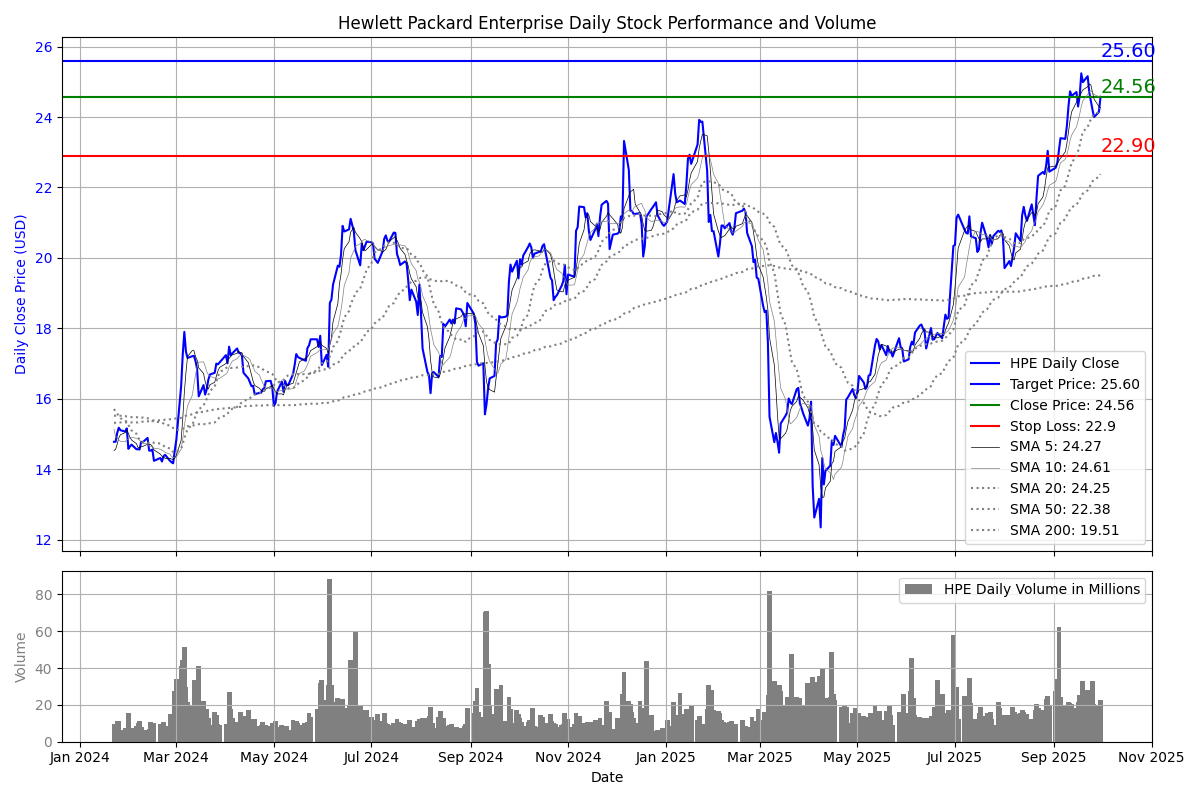 Hewlett Packard Enterprise Daily Stock Performance and Volume
Daily Close Price (USD)
26
24
22
20
18
16
14
12
25.60
24.56
22.90
HPE Daily Close
Target Price: 25.60
Close Price: 24.56
Stop Loss: 22.9
SMA 5: 24.27
SMA 10: 24.61
SMA 20: 24.25
SMA 50: 22.38
SMA 200: 19.51
Volume
80
60
40
20
0
HPE Daily Volume in Millions
Jan 2024 Mar 2024 May 2024 Jul 2024 Sep 2024 Nov 2024 Jan 2025 Mar 2025 May 2025 Jul 2025 Sep 2025 Nov 2025
Date